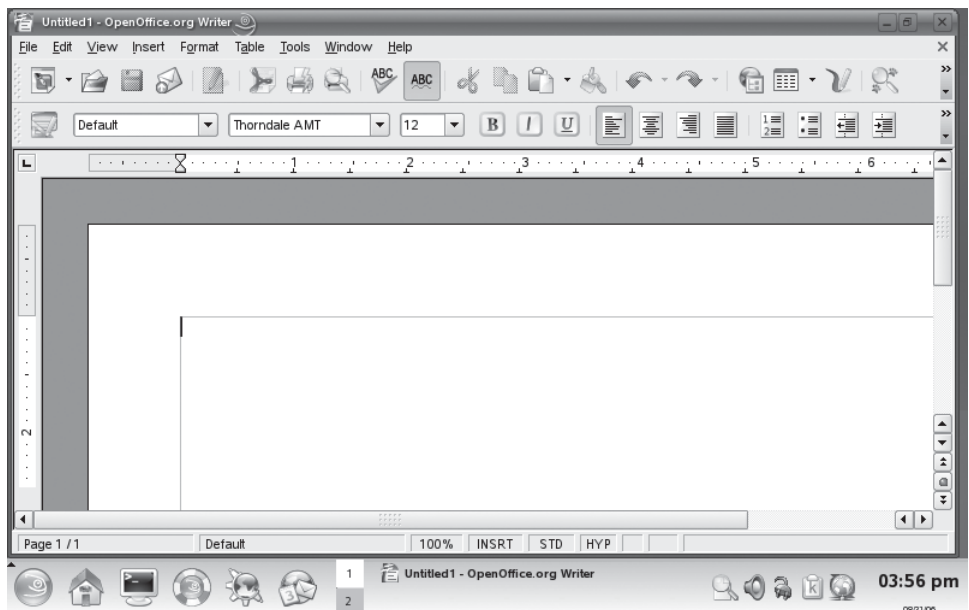 Untitled1 - OpenOffice.org Writer
File Edit View Insert Format Table Tools Window Help
ABC ABC
Default Thorndale AMT 12 B I U
1 2 3 4 5 6
2
Page 1 / 1 Default 100% INSRT STD HYP
1 Untitled1 - OpenOffice.org Writer 03:56 pm
2